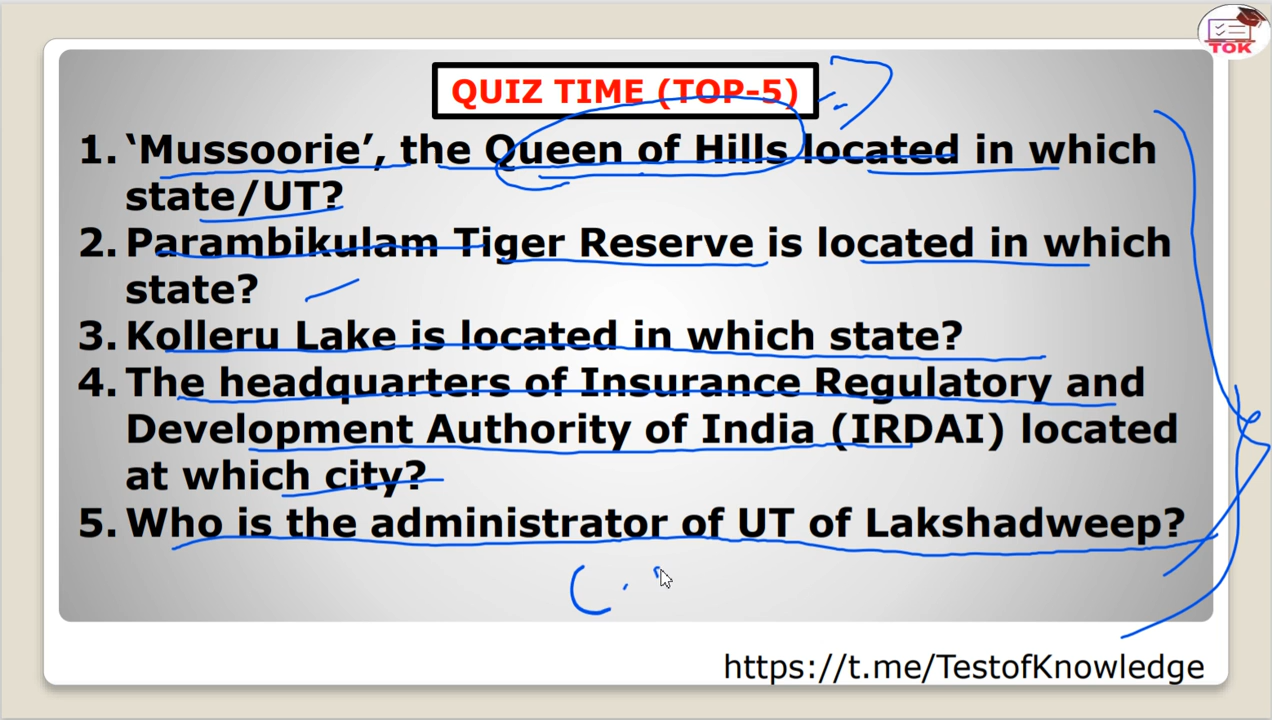 TOK
QUIZ TIME (TOP-5)
1. ‘Mussoorie’, the Queen of Hills located in which
state/UT?
2. Parambikulam Tiger Reserve is located in which
state?
3. Kolleru Lake is located in which state?
4. The headquarters of Insurance Regulatory and
Development Authority of India (IRDAI) located
at which city?
5. Who is the administrator of UT of Lakshadweep?
https://t.me/TestofKnowledge